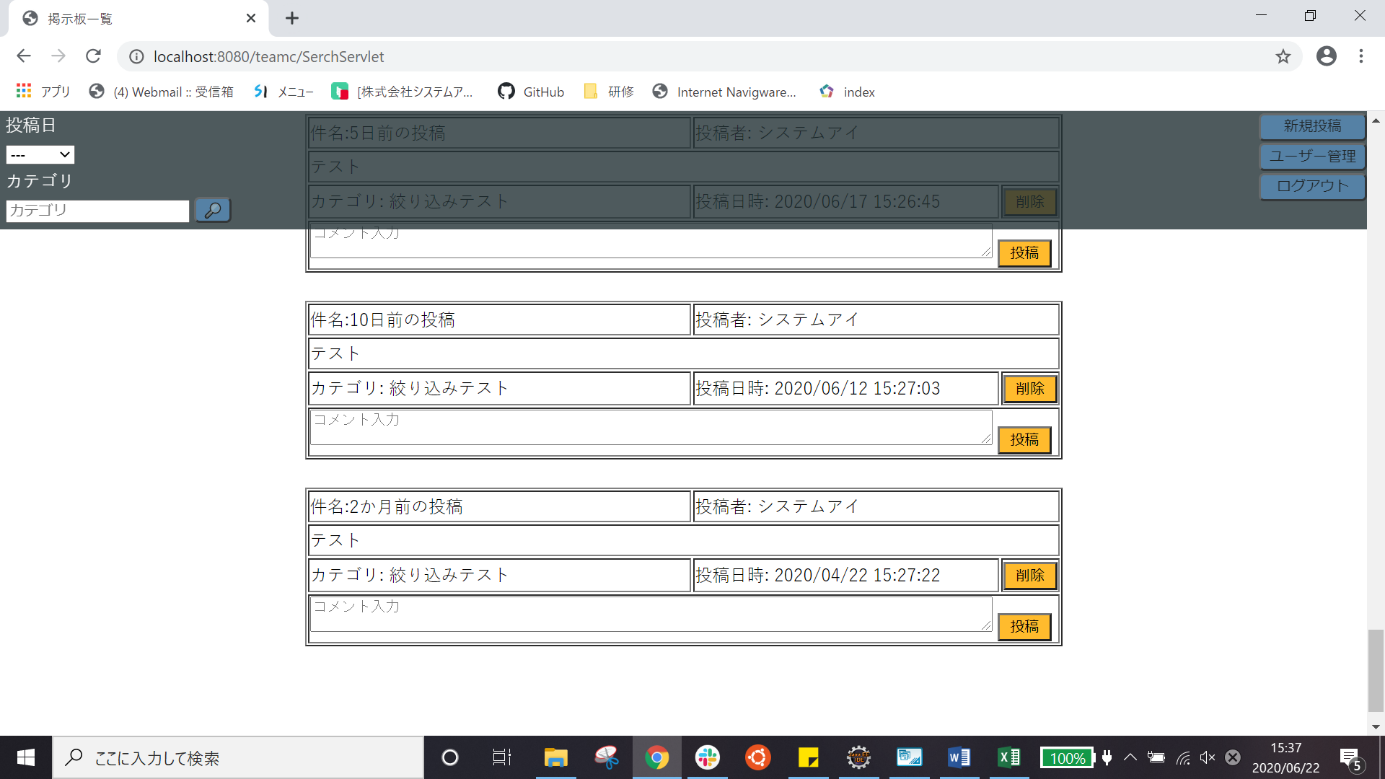 掲示板一覧
localhost:8080/teamc/SerchServlet
アプリ (4) Webmail :: 受信箱 メニュー [株式会社システムア... GitHub 研修 Internet Navigware... index
投稿日
---
カテゴリ
カテゴリ
新規投稿
ユーザー管理
ログアウト
件名:5日前の投稿 投稿者: システムアイ
テスト
カテゴリ: 絞り込みテスト 投稿日時: 2020/06/17 15:26:45 削除
コメント入力
投稿
件名:10日前の投稿 投稿者: システムアイ
テスト
カテゴリ: 絞り込みテスト 投稿日時: 2020/06/12 15:27:03 削除
コメント入力
投稿
件名:2か月前の投稿 投稿者: システムアイ
テスト
カテゴリ: 絞り込みテスト 投稿日時: 2020/04/22 15:27:22 削除
コメント入力
投稿
ここに入力して検索
100%
15:37
2020/06/22
5